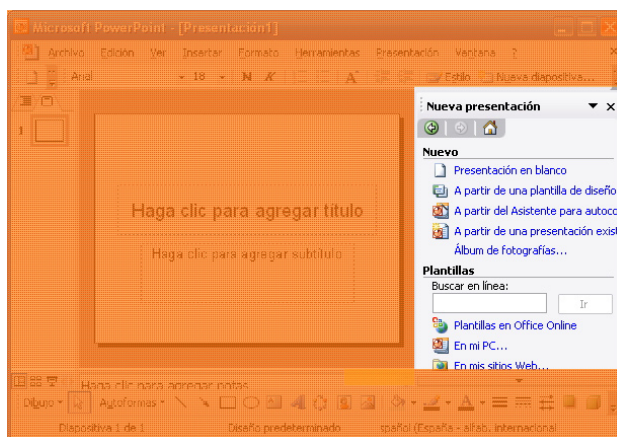 Microsoft PowerPoint - [Presentación1]
Archivo Edición Ver Insertar Formato Herramientas Presentación Ventana ?
Arial 18 N K S A Estilo Nueva diapositiva...
1
Haga clic para agregar título
Haga clic para agregar subtítulo
Nueva presentación
Nuevo
Presentación en blanco
A partir de una plantilla de diseño
A partir del Asistente para autoco
A partir de una presentación exist
Álbum de fotografías...
Plantillas
Buscar en línea:
Ir
Plantillas en Office Online
En mi PC...
En mis sitios Web...
Haga clic para agregar notas
Dibujo Autoformas
Diapositiva 1 de 1 Diseño predeterminado spañol (España - alfab. internacional